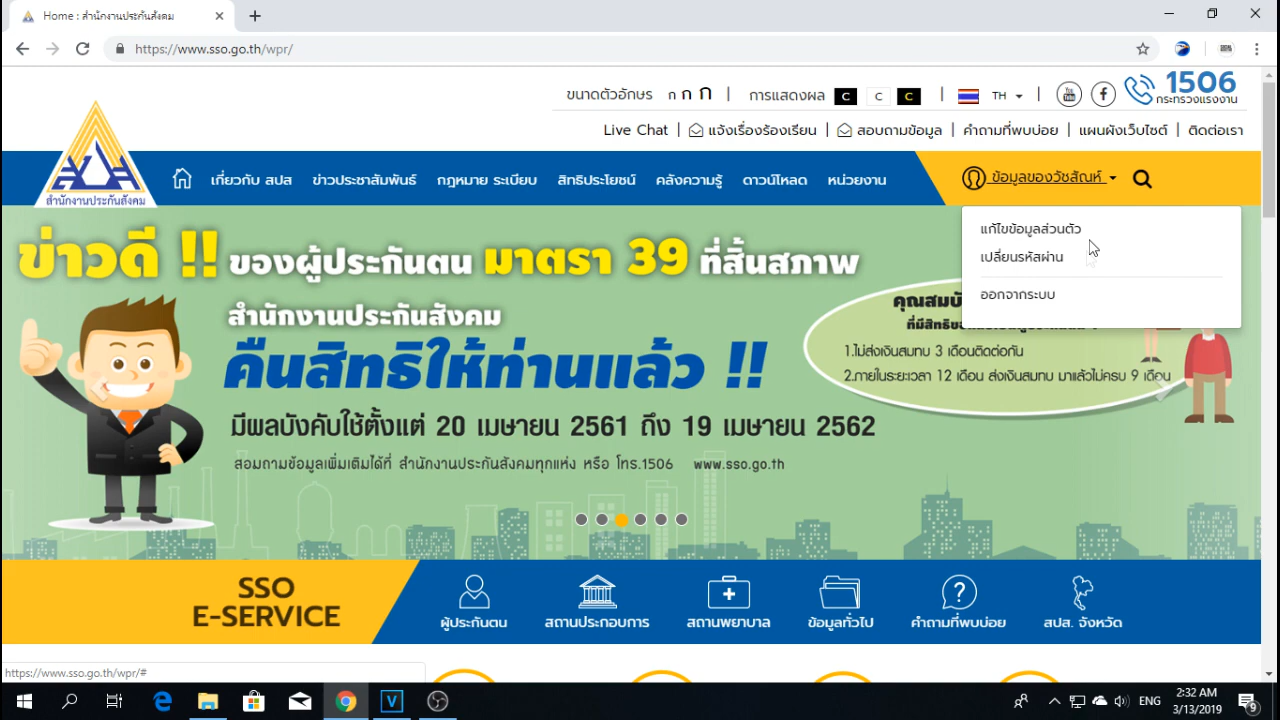 Home : สำนักงานประกันสังคม
https://www.sso.go.th/wpr/
ขนาดตัวอักษร ก ก ก | การแสดงผล C C C | TH | You Tube f 1506
กระทรวงแรงงาน
Live Chat | แจ้งเรื่องร้องเรียน | สอบถามข้อมูล | คำถามที่พบบ่อย | แผนผังเว็บไซต์ | ติดต่อเรา
สำนักงานประกันสังคม
เกี่ยวกับ สปส ข่าวประชาสัมพันธ์ กฎหมาย ระเบียบ สิทธิประโยชน์ คลังความรู้ ดาวน์โหลด หน่วยงาน ข้อมูลของวัชสัณห์
แก้ไขข้อมูลส่วนตัว
เปลี่ยนรหัสผ่าน
ออกจากระบบ
ข่าวดี !! ของผู้ประกันตน มาตรา 39 ที่สิ้นสภาพ
สำนักงานประกันสังคม
คืนสิทธิให้ท่านแล้ว !!
มีผลบังคับใช้ตั้งแต่ 20 เมษายน 2561 ถึง 19 เมษายน 2562
สอบถามข้อมูลเพิ่มเติมได้ที่ สำนักงานประกันสังคมทุกแห่ง หรือ โทร.1506 www.sso.go.th
คุณสมบั
1.ไม่ส่งเงินสมทบ 3 เดือนติดต่อกัน
2.ภายในระยะเวลา 12 เดือน ส่งเงินสมทบ มาแล้วไม่ครบ 9 เดือน
SSO
E-SERVICE
ผู้ประกันตน สถานประกอบการ สถานพยาบาล ข้อมูลทั่วไป คำถามที่พบบ่อย สปส. จังหวัด
https://www.sso.go.th/wpr/#
ENG
2:32 AM
3/13/2019
9